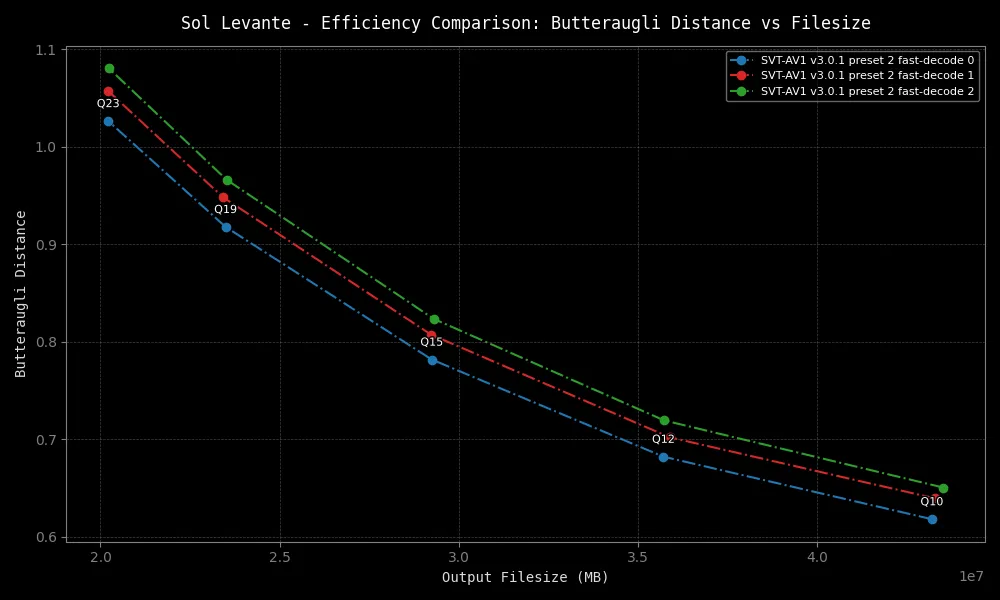 Sol Levante - Efficiency Comparison: Butteraugli Distance vs Filesize
SVT-AV1 v3.0.1 preset 2 fast-decode 0
SVT-AV1 v3.0.1 preset 2 fast-decode 1
SVT-AV1 v3.0.1 preset 2 fast-decode 2
Butteraugli Distance
1.1
1.0
0.9
0.8
0.7
0.6
Q23
Q19
Q15
Q12
Q10
2.0
2.5
3.0
3.5
4.0
1e7
Output Filesize (MB)